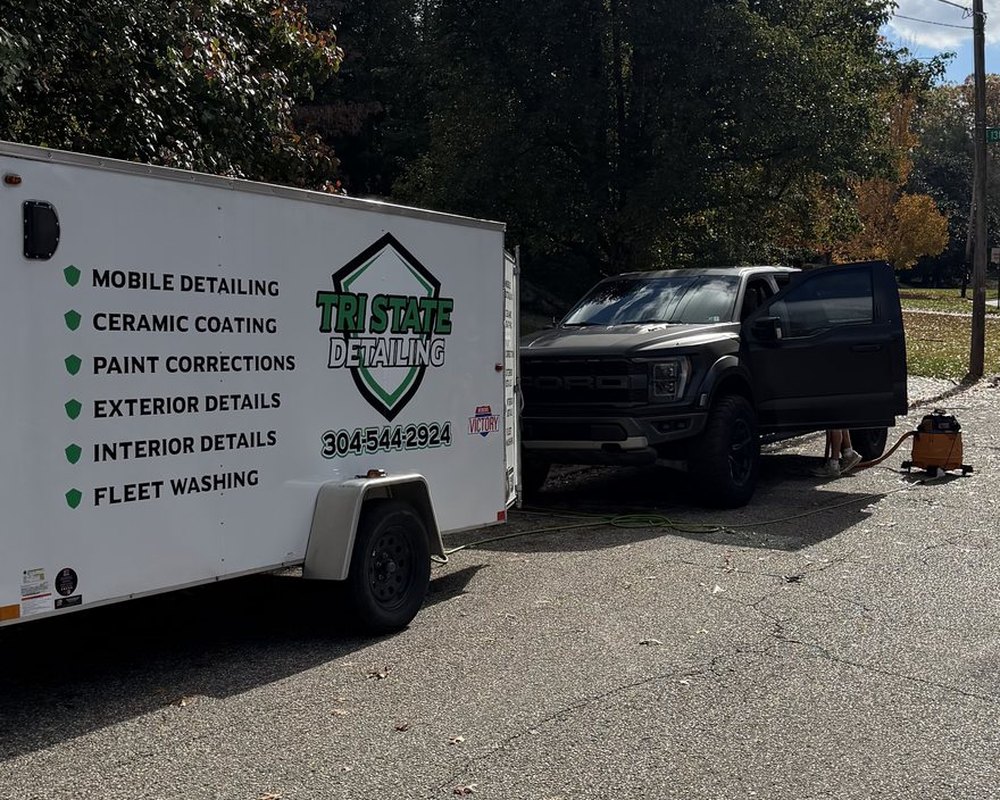 MOBILE DETAILING
CERAMIC COATING
PAINT CORRECTIONS
EXTERIOR DETAILS
INTERIOR DETAILS
FLEET WASHING
TRI STATE
DETAILING
304-544-2924
VICTORY
FORD